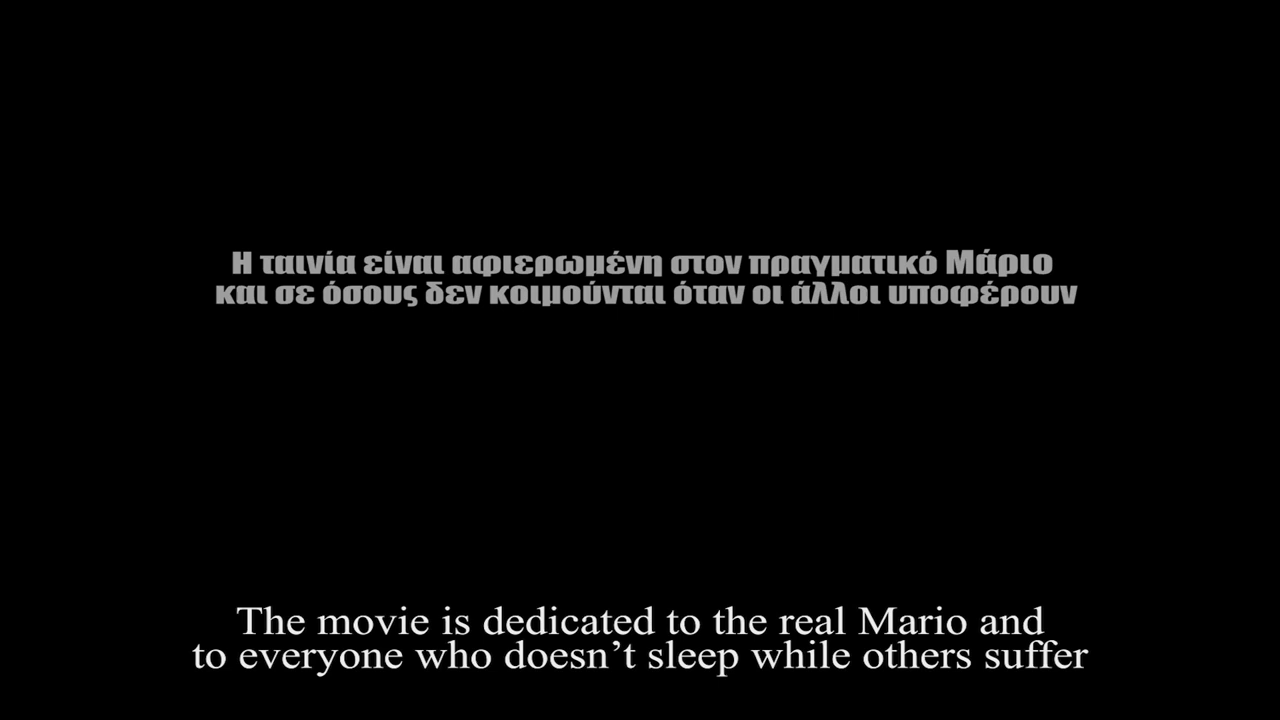 Η ταινία είναι αφιερωμένη στον πραγματικό Μάριο
και σε όσους δεν κοιμούνται όταν οι άλλοι υποφέρουν
The movie is dedicated to the real Mario and
to everyone who doesn’t sleep while others suffer